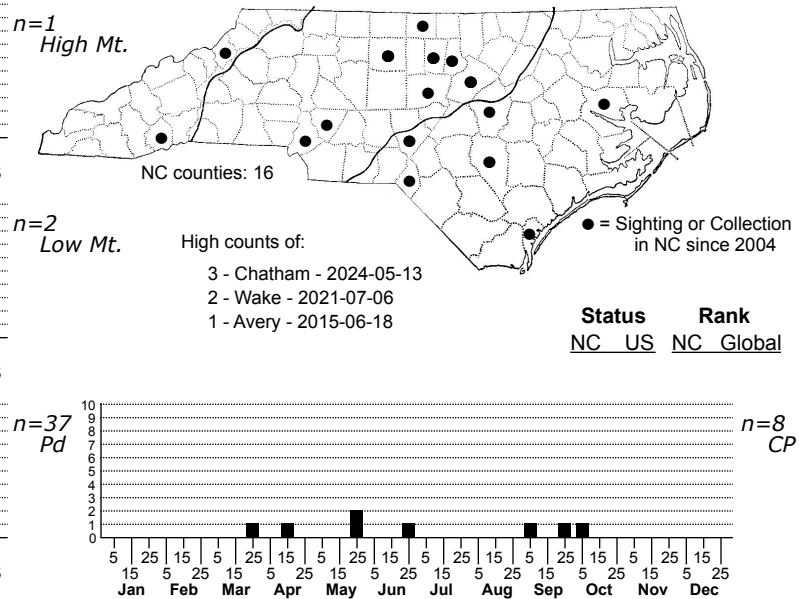 n=1
High Mt.
NC counties: 16
n=2
Low Mt.
High counts of:
3 - Chatham - 2024-05-13
2 - Wake - 2021-07-06
1 - Avery - 2015-06-18
● = Sighting or Collection
in NC since 2004
Status Rank
NC US NC Global
n=37
Pd
n=8
CP
10
9
8
7
6
5
4
3
2
1
0
5 25 15 5 25 15 5 25 15 5 25 15 5 25 15 5 25 15
15 5 25 15 5 25 15 5 25 15 5 25 15 5 25 15 5 25
Jan Feb Mar Apr May Jun Jul Aug Sep Oct Nov Dec